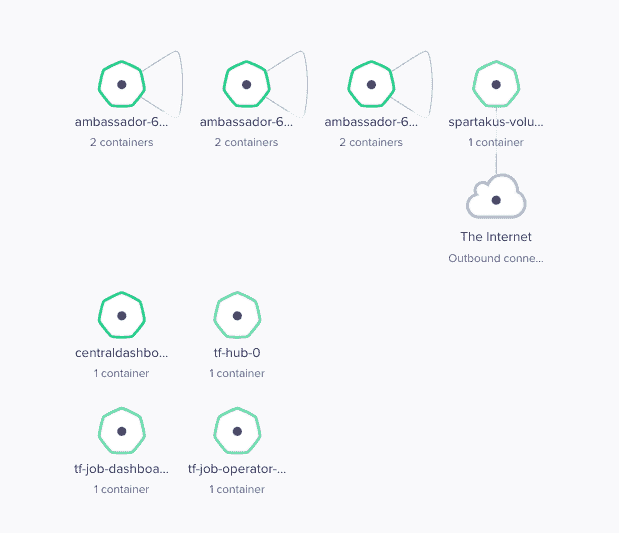 ambassador-6...
2 containers
ambassador-6...
2 containers
ambassador-6...
2 containers
spartakus-volu...
1 container
The Internet
Outbound conne...
centraldashbo...
1 container
tf-hub-0
1 container
tf-job-dashboa...
1 container
tf-job-operator-...
1 container